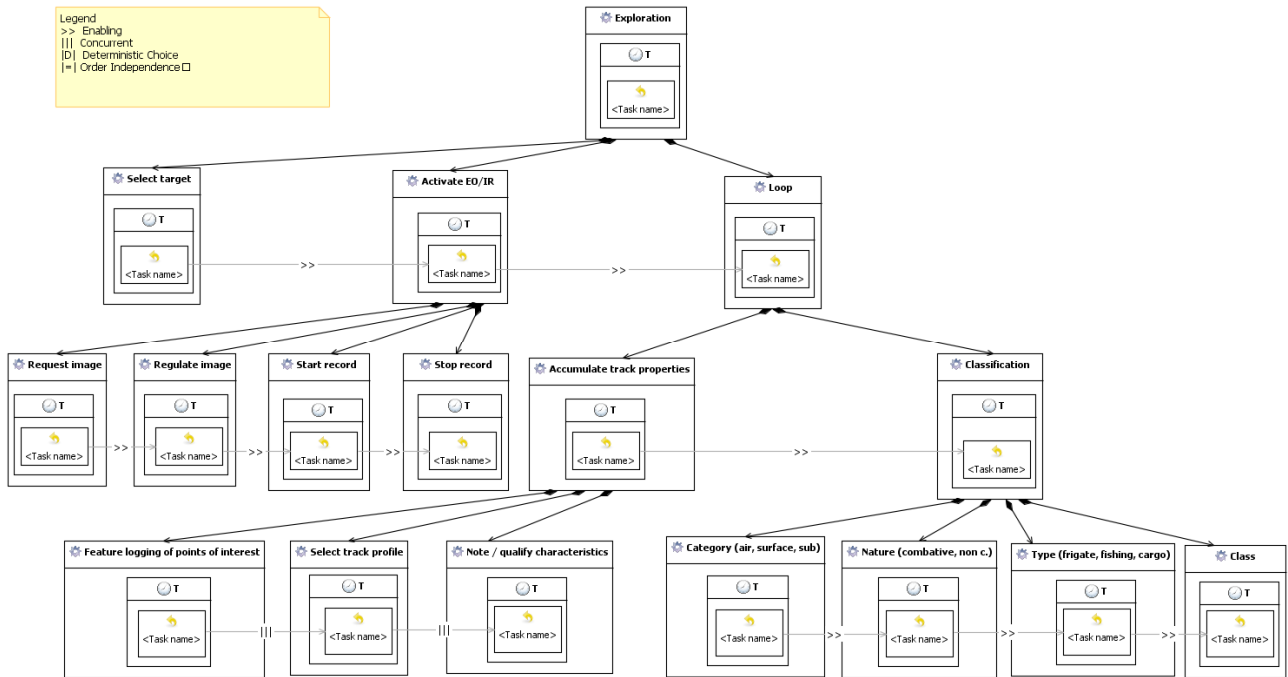 Legend
>> Enabling
||| Concurrent
|D| Deterministic Choice
|=| Order Independence
Exploration
T
<Task name>
Select target
T
<Task name>
>>
Activate EO/IR
T
<Task name>
>>
Loop
T
<Task name>
Request image
T
<Task name>
>>
Regulate image
T
<Task name>
>>
Start record
T
<Task name>
>>
Stop record
T
<Task name>
Accumulate track properties
T
<Task name>
>>
Classification
T
<Task name>
Feature logging of points of interest
T
<Task name>
|||
Select track profile
T
<Task name>
|||
Note / qualify characteristics
T
<Task name>
Category (air, surface, sub)
T
<Task name>
>>
Nature (combative, non c.)
T
<Task name>
>>
Type (frigate, fishing, cargo)
T
<Task name>
>>
Class
T
<Task name>